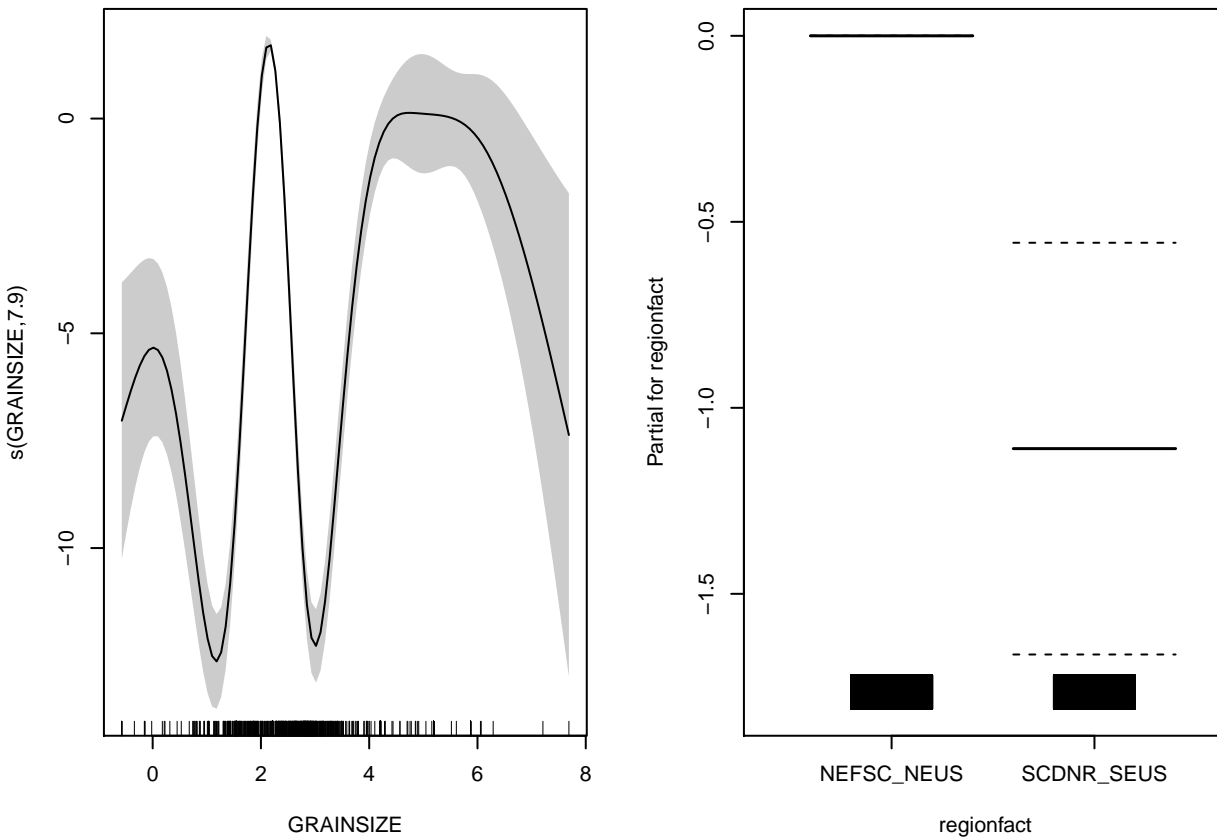 s(GRAINSIZE,7.9)
0
−5
−10
0 2 4 6 8
GRAINSIZE
Partial for regionfact
0.0
−0.5
−1.0
−1.5
NEFSC_NEUS SCDNR_SEUS
regionfact